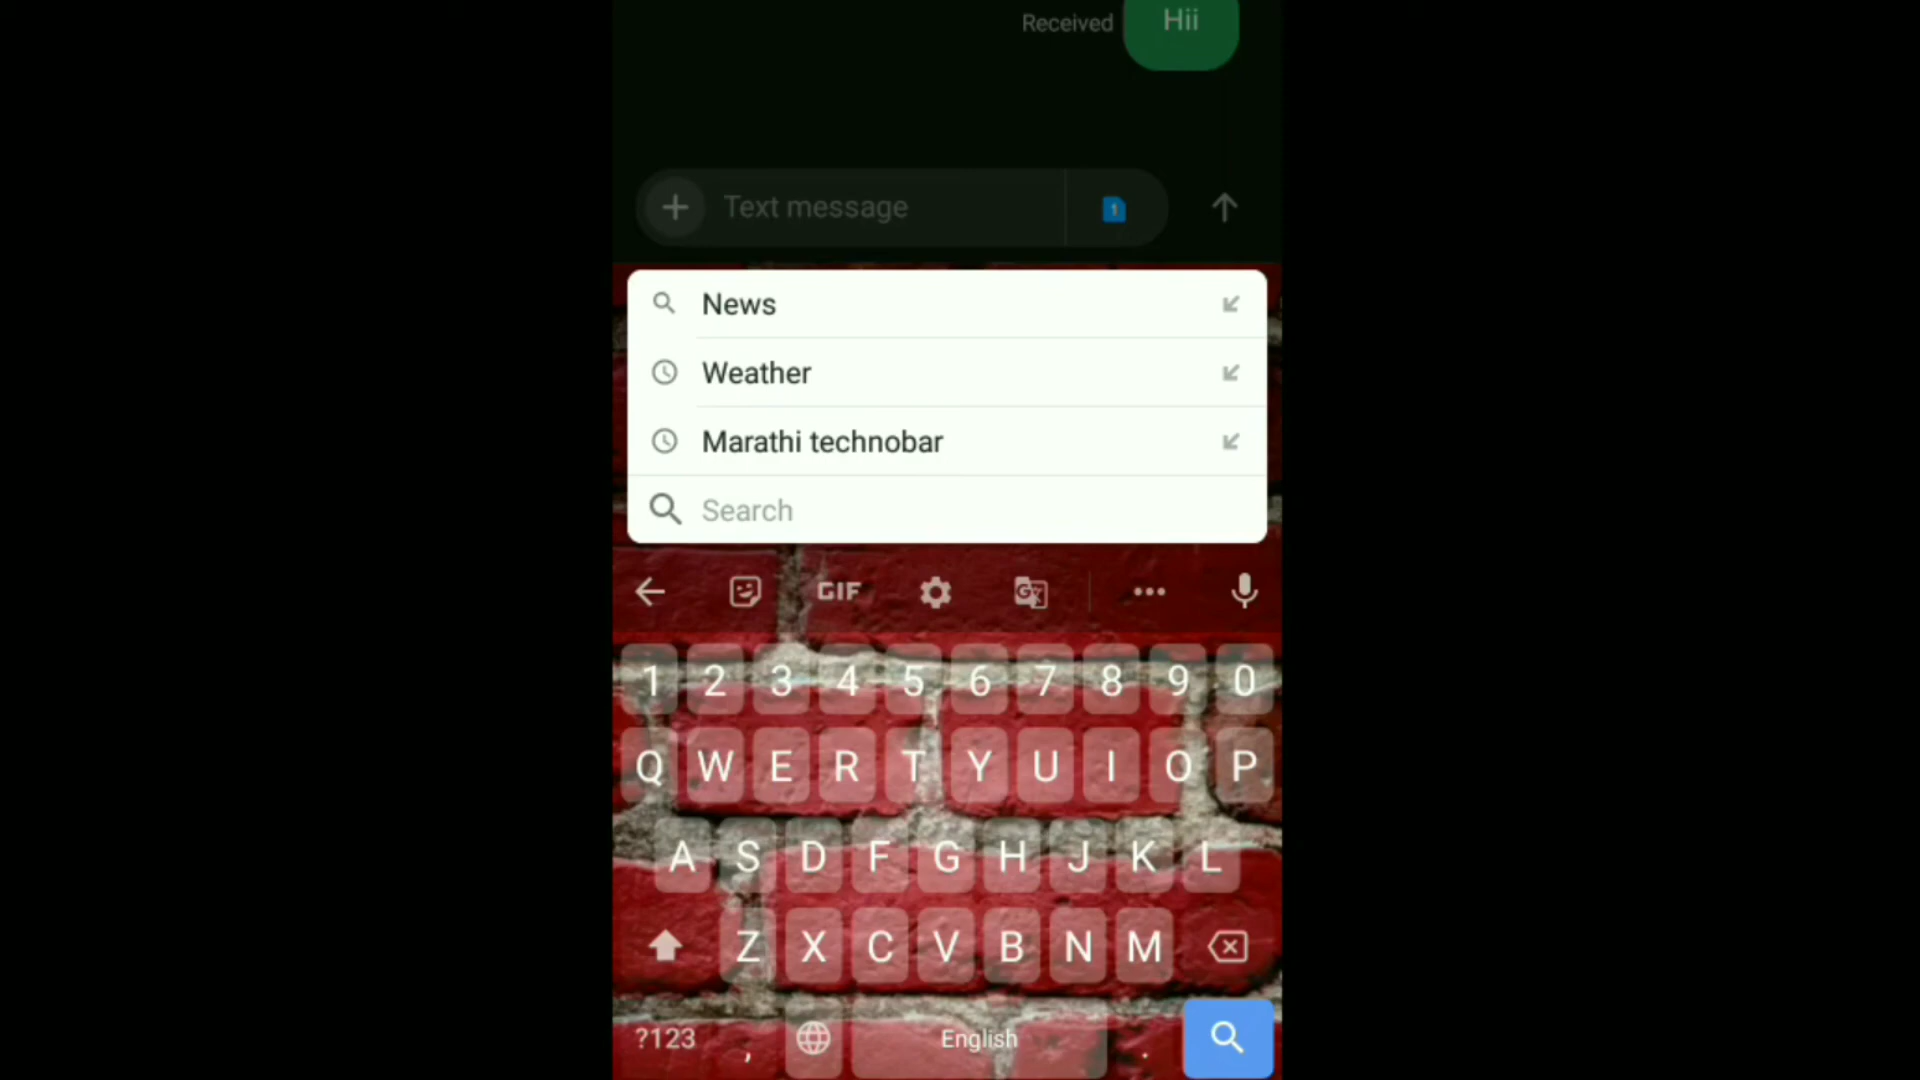 Received Hii
Text message 1
News
Weather
Marathi technobar
Search
GIF G
1 2 3 4 5 6 7 8 9 0
Q W E R T Y U I O P
A S D F G H J K L
Z X C V B N M
?123 , English .